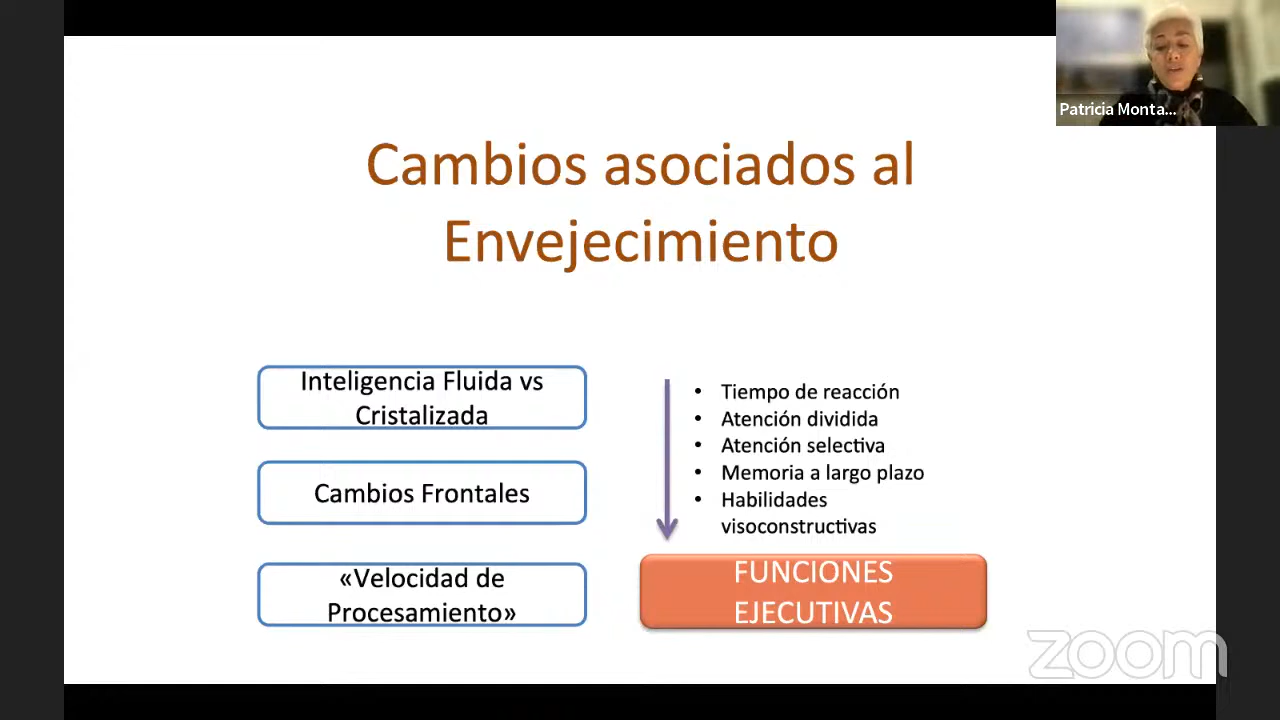 Patricia Monta...
Cambios asociados al
Envejecimiento
Inteligencia Fluida vs
Cristalizada
Cambios Frontales
«Velocidad de
Procesamiento»
• Tiempo de reacción
• Atención dividida
• Atención selectiva
• Memoria a largo plazo
• Habilidades
visoconstructivas
FUNCIONES
EJECUTIVAS
zoom